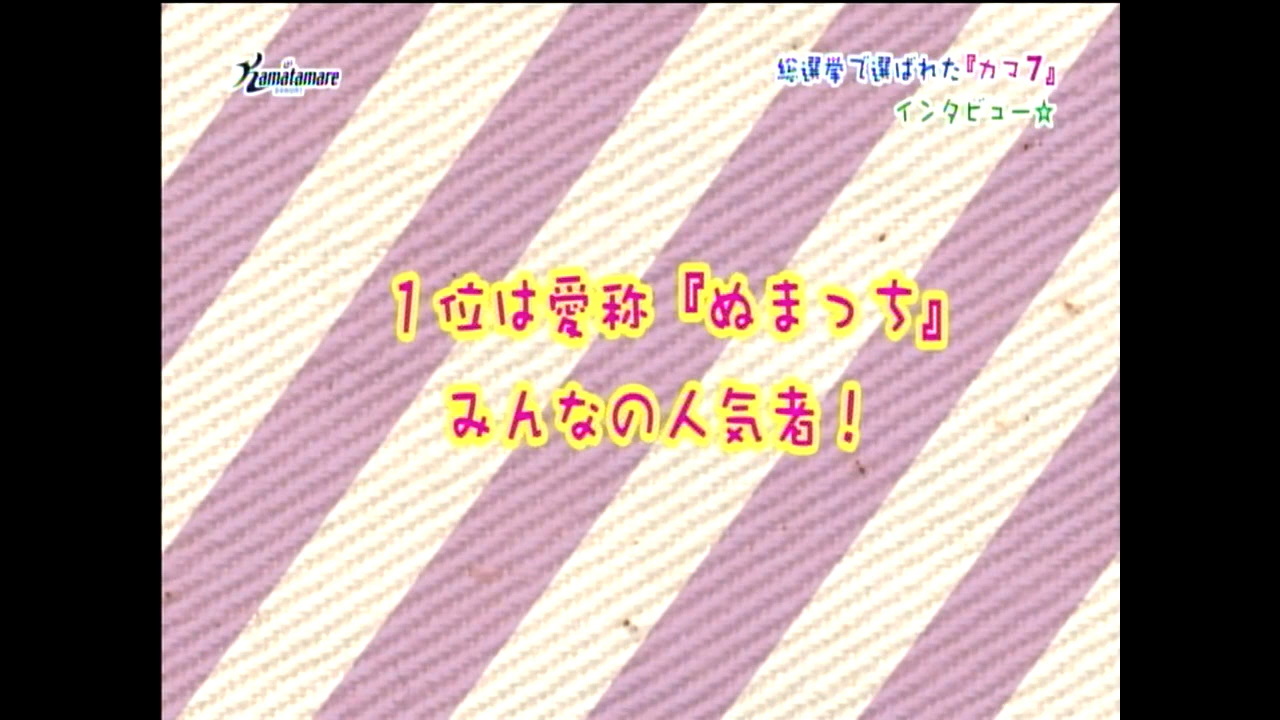 Kamatamare
総選挙で選ばれた『カマ7』
インタビュー☆
1位は愛称『ぬまっち』
みんなの人気者！